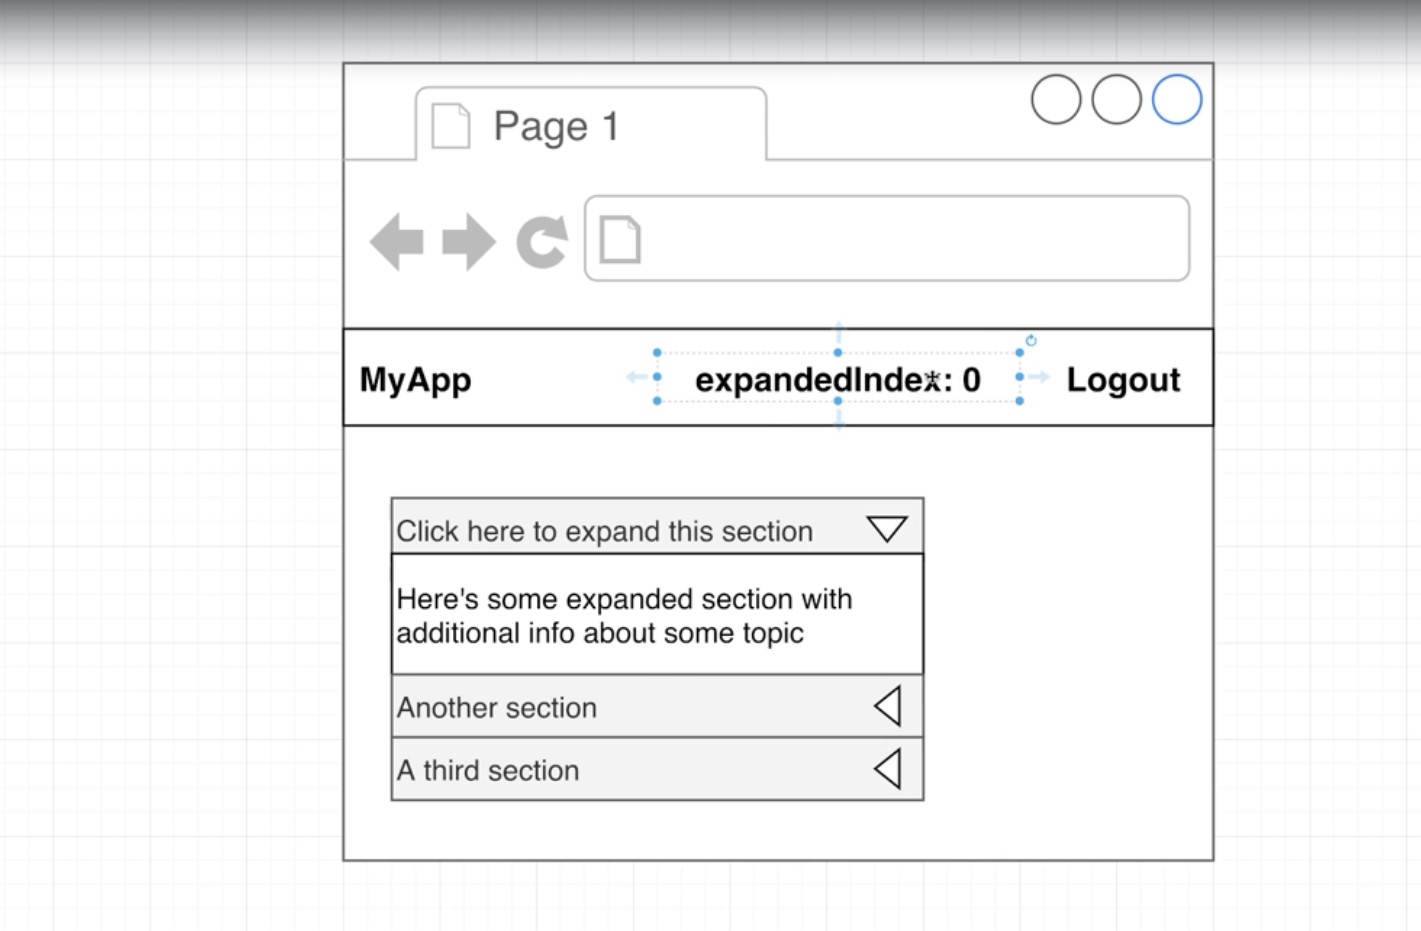 Page 1
MyApp
expandedIndex: 0
Logout
Click here to expand this section
Here's some expanded section with
additional info about some topic
Another section
A third section